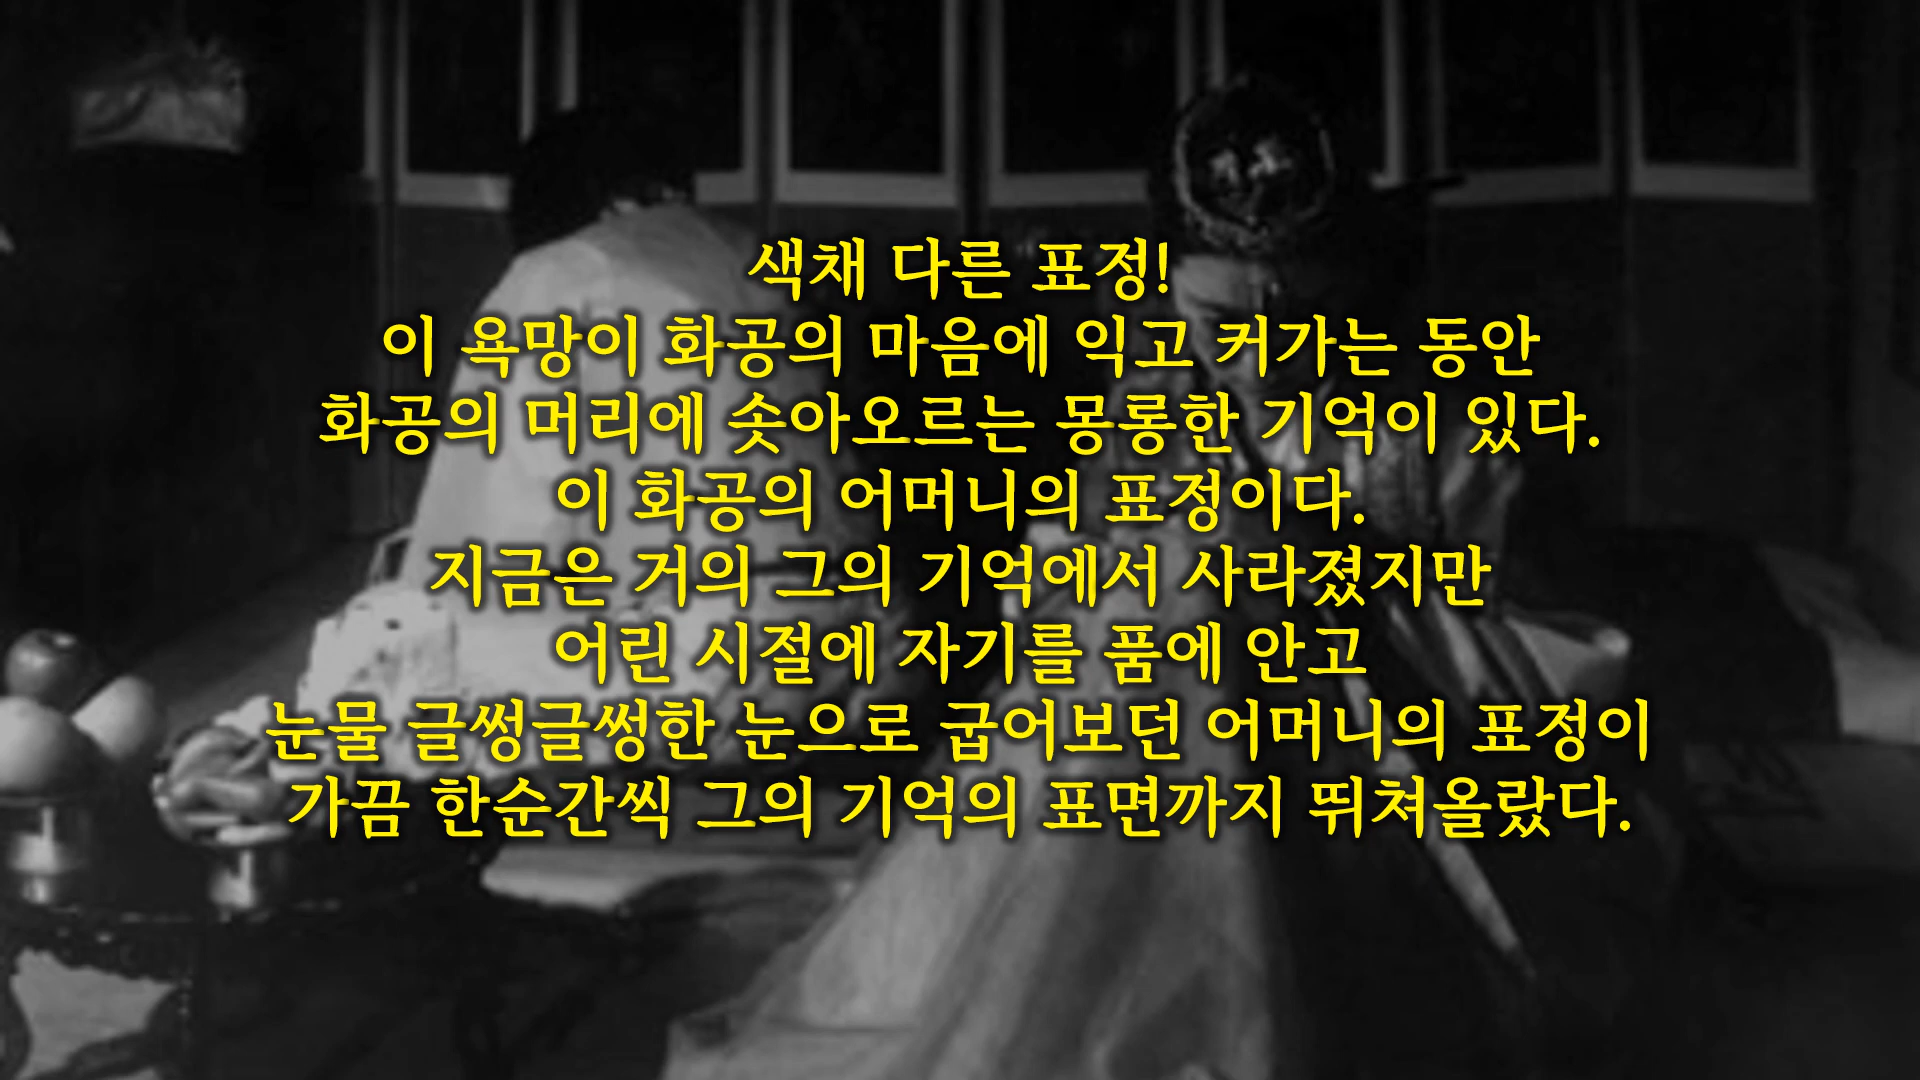 색채 다른 표정!
이 욕망이 화공의 마음에 익고 커가는 동안
화공의 머리에 솟아오르는 몽롱한 기억이 있다.
이 화공의 어머니의 표정이다.
지금은 거의 그의 기억에서 사라졌지만
어린 시절에 자기를 품에 안고
눈물 글썽글썽한 눈으로 굽어보던 어머니의 표정이
가끔 한순간씩 그의 기억의 표면까지 뛰쳐올랐다.